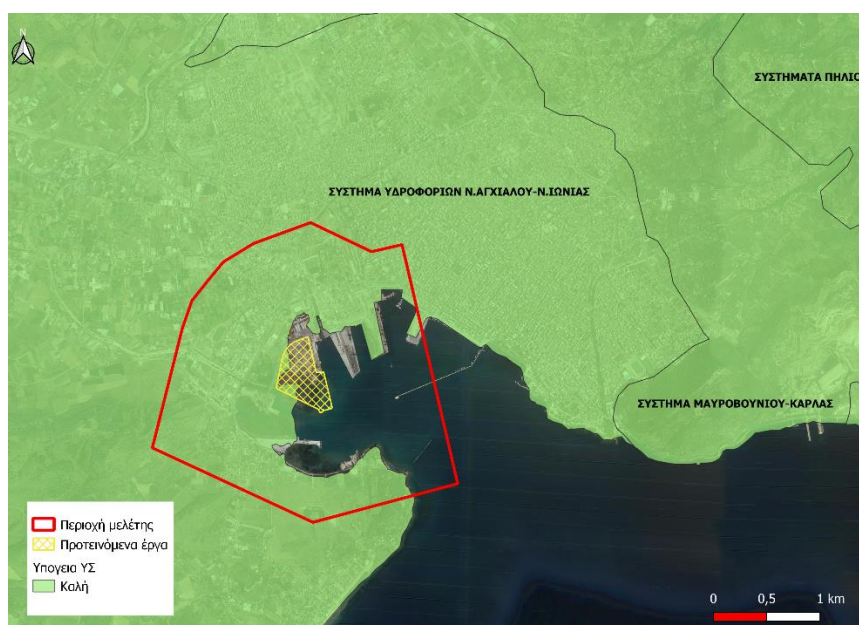 N
ΣΥΣΤΗΜΑΤΑ ΠΗΛΙΟ
ΣΥΣΤΗΜΑ ΥΔΡΟΦΟΡΙΩΝ Ν.ΑΓΧΙΑΛΟΥ-Ν.ΙΩΝΙΑΣ
ΣΥΣΤΗΜΑ ΜΑΥΡΟΒΟΥΝΙΟΥ-ΚΑΡΛΑΣ
Περιοχή μελέτης
Προτεινόμενα έργα
Υπογεια ΥΣ
Καλή
0 0,5 1 km